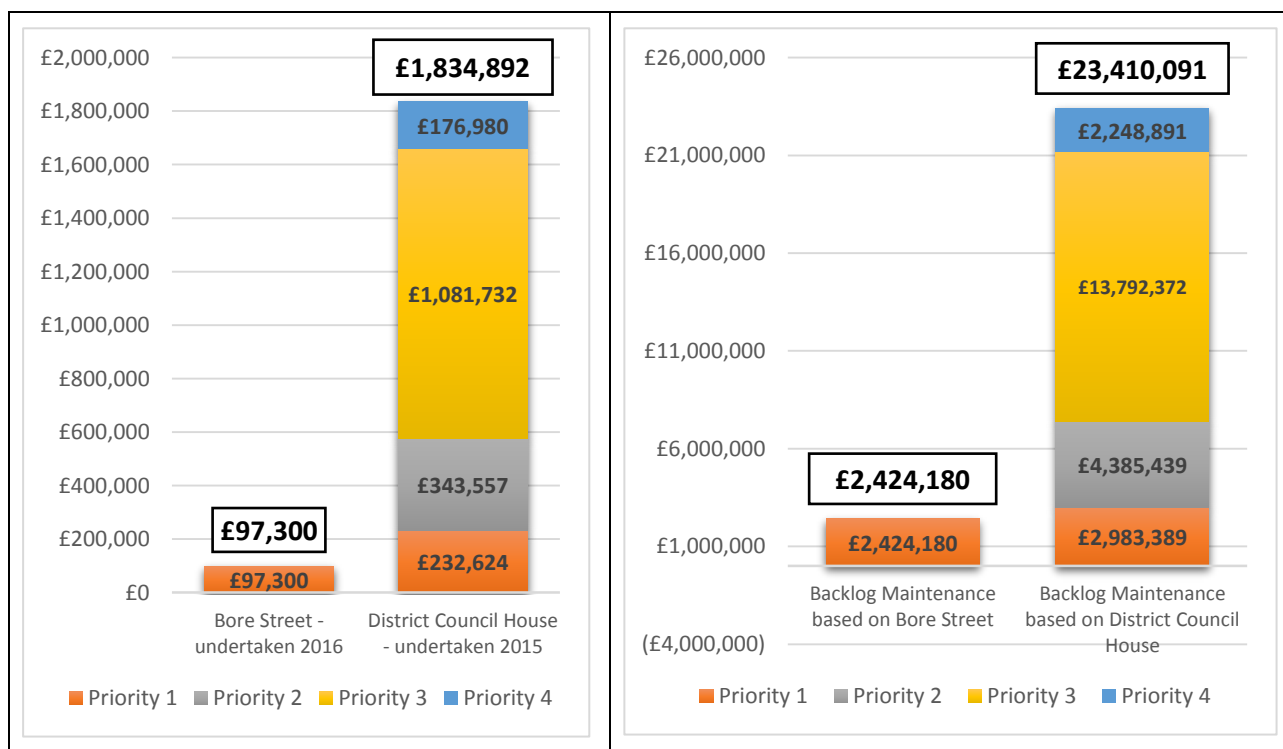 £2,000,000
£1,800,000
£1,600,000
£1,400,000
£1,200,000
£1,000,000
£800,000
£600,000
£400,000
£200,000
£0
£1,834,892
£176,980
£1,081,732
£343,557
£232,624
£97,300
£97,300
Bore Street -
undertaken 2016
District Council House
- undertaken 2015
Priority 1 Priority 2 Priority 3 Priority 4
£26,000,000
£21,000,000
£16,000,000
£11,000,000
£6,000,000
£1,000,000
(£4,000,000)
£23,410,091
£2,248,891
£13,792,372
£4,385,439
£2,983,389
£2,424,180
£2,424,180
Backlog Maintenance
based on Bore Street
Backlog Maintenance
based on District Council
House
Priority 1 Priority 2 Priority 3 Priority 4